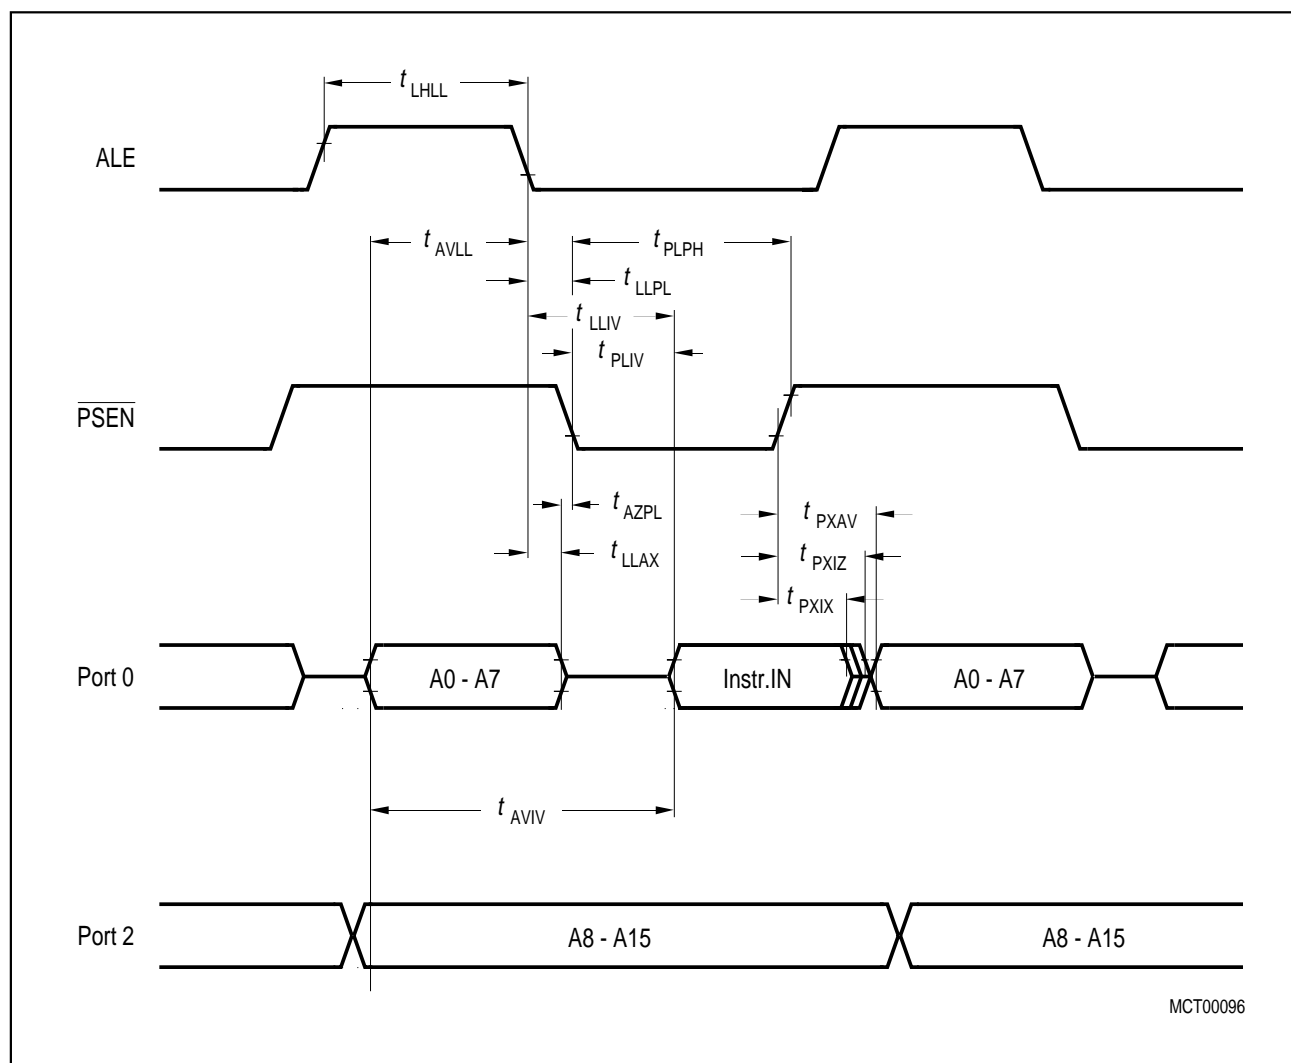 t LHLL
ALE
t AVLL
t PLPH
t LLPL
t LLIV
t PLIV
PSEN
t AZPL
t PXAV
t LLAX
t PXIZ
t PXIX
Port 0
A0 - A7
Instr.IN
A0 - A7
t AVIV
Port 2
A8 - A15
A8 - A15
MCT00096